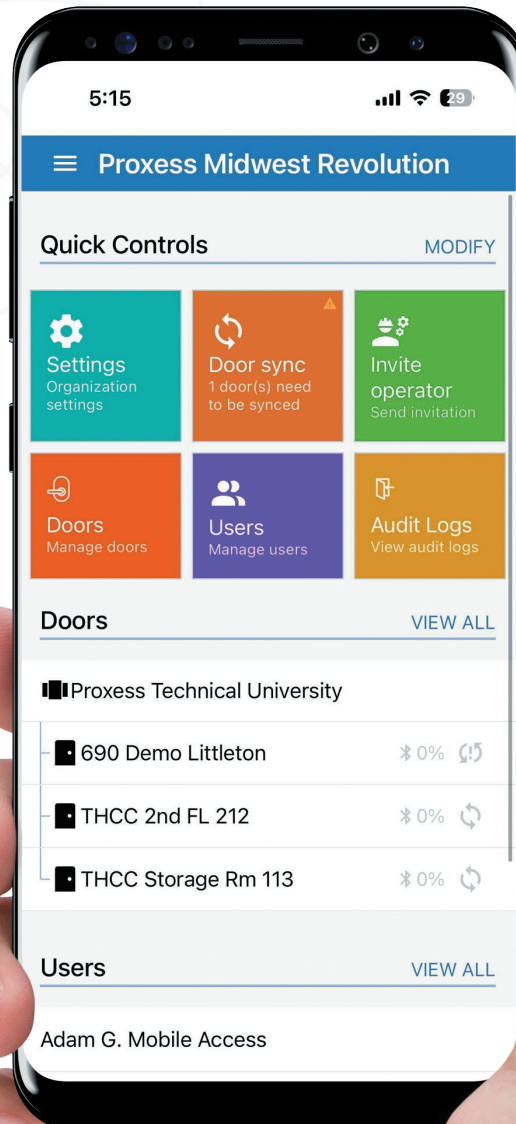 5:15
29
Proxess Midwest Revolution
Quick Controls
MODIFY
Settings
Organization
settings
Door sync
1 door(s) need
to be synced
Invite
operator
Send invitation
Doors
Manage doors
Users
Manage users
Audit Logs
View audit logs
Doors
VIEW ALL
Proxess Technical University
690 Demo Littleton
0%
THCC 2nd FL 212
0%
THCC Storage Rm 113
0%
Users
VIEW ALL
Adam G. Mobile Access